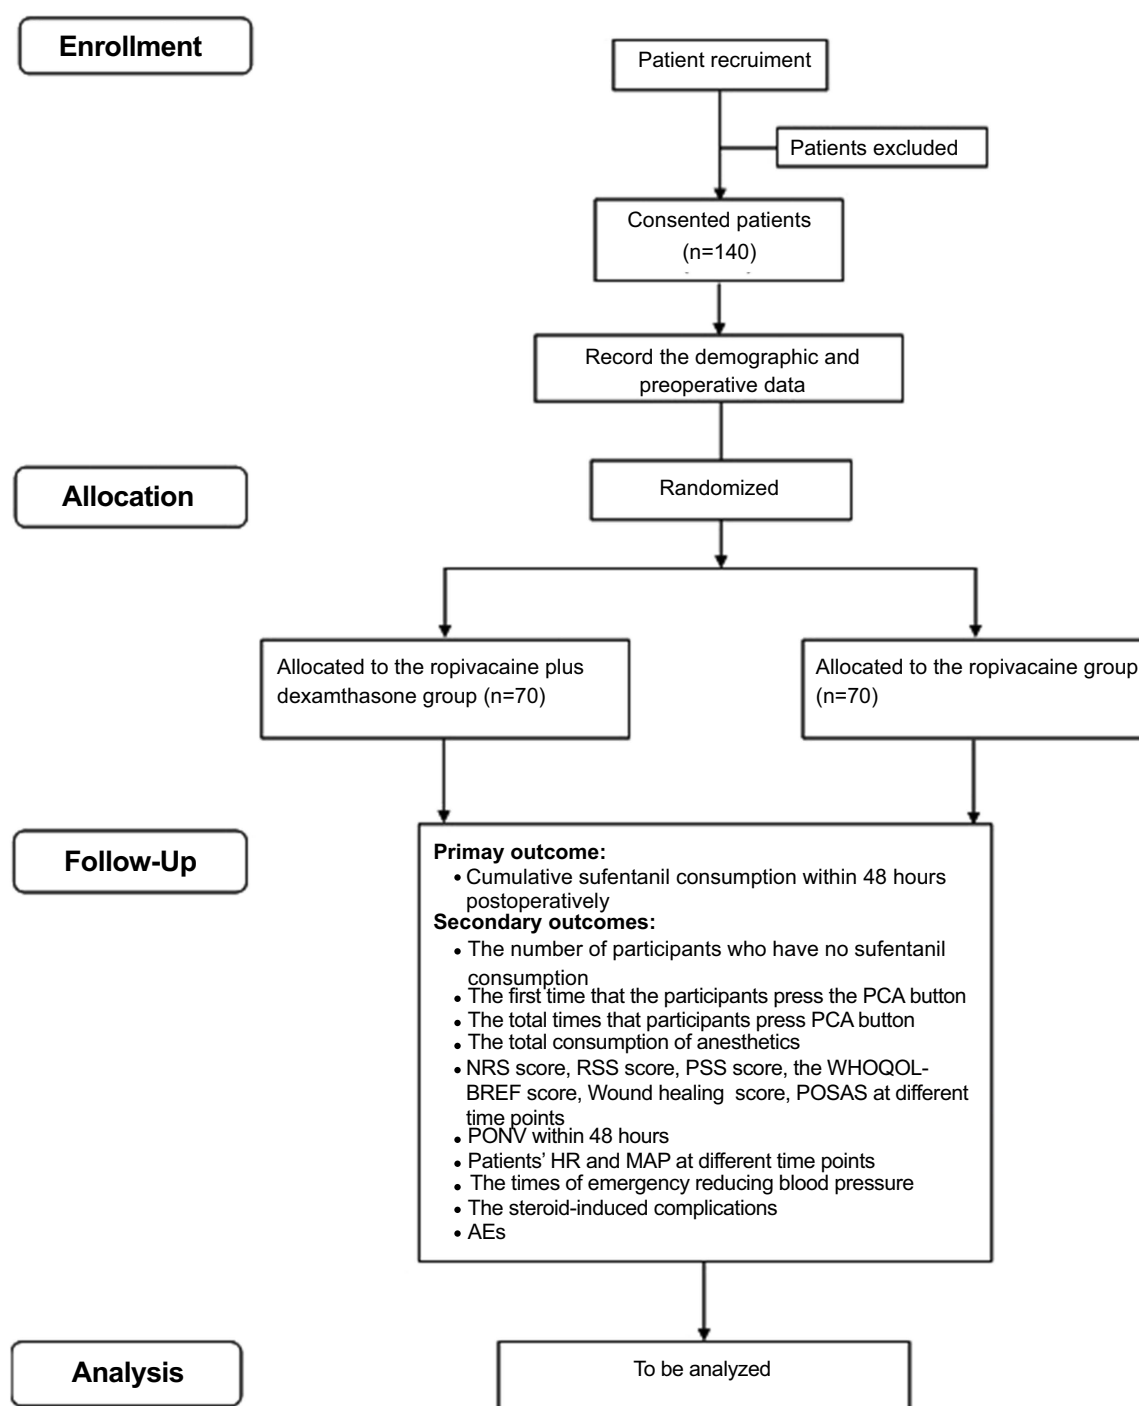 Enrollment
Patient recruiment
Patients excluded
Consented patients
(n=140)
Record the demographic and
preoperative data
Allocation
Randomized
Allocated to the ropivacaine plus
dexamthasone group (n=70)
Allocated to the ropivacaine group
(n=70)
Follow-Up
Primay outcome:
• Cumulative sufentanil consumption within 48 hours
postoperatively
Secondary outcomes:
• The number of participants who have no sufentanil
consumption
• The first time that the participants press the PCA button
• The total times that participants press PCA button
• The total consumption of anesthetics
• NRS score, RSS score, PSS score, the WHOQOL-
BREF score, Wound healing score, POSAS at different
time points
• PONV within 48 hours
• Patients' HR and MAP at different time points
• The times of emergency reducing blood pressure
• The steroid-induced complications
• AEs
Analysis
To be analyzed